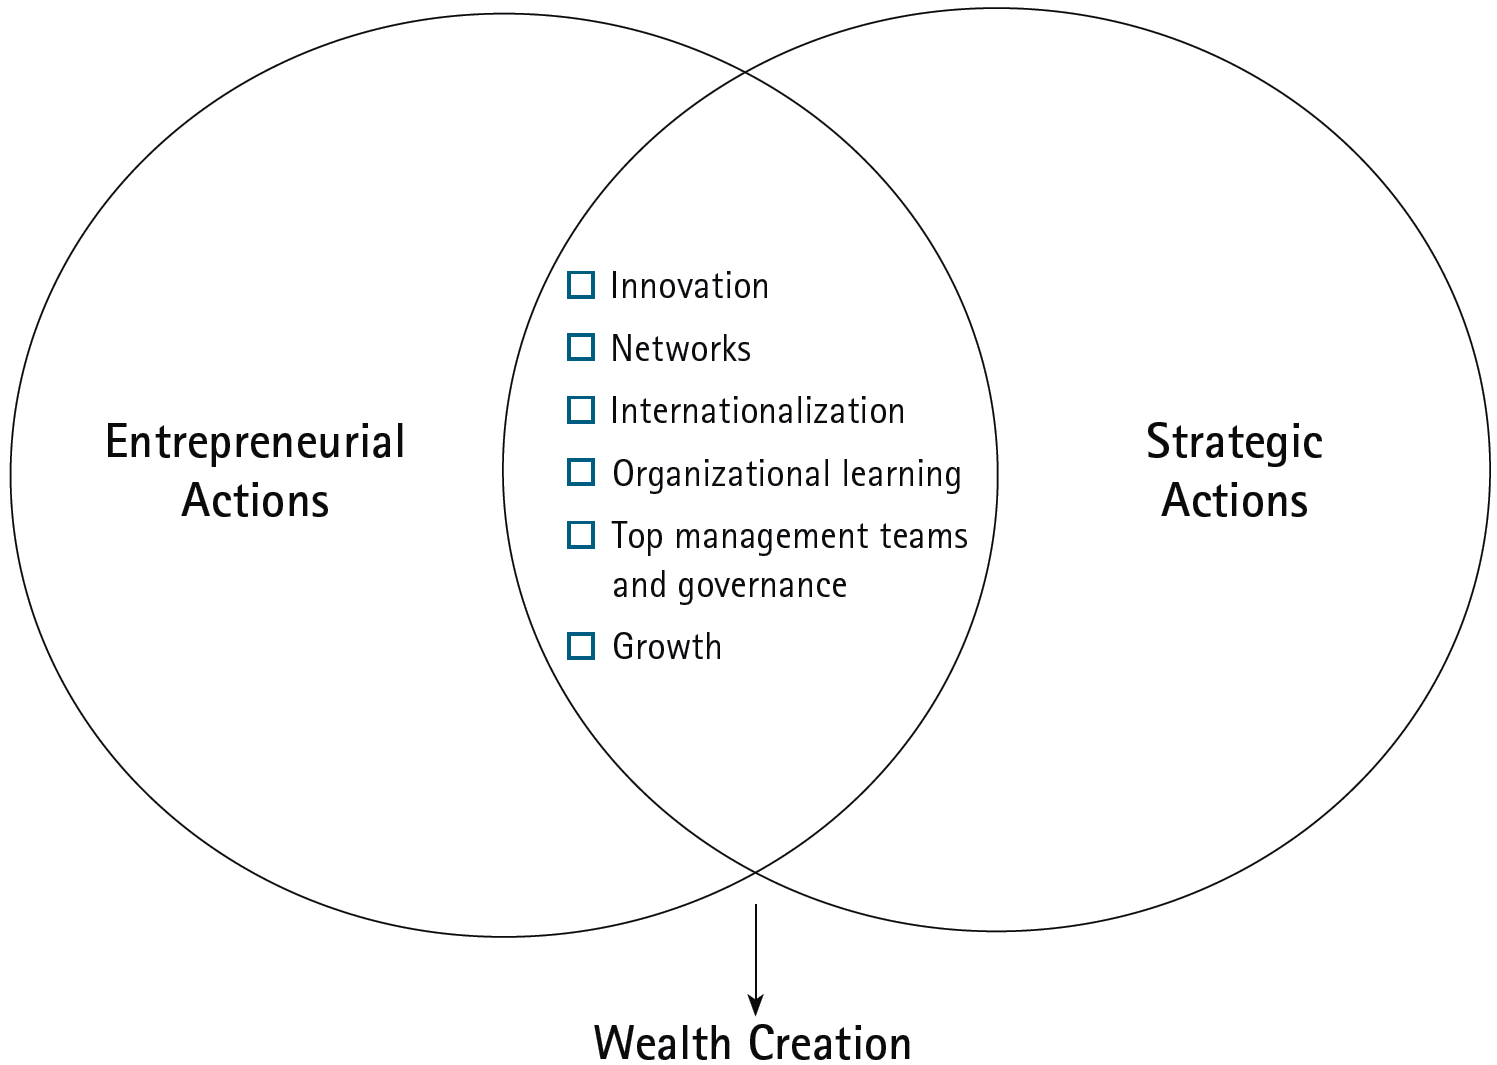 Innovation
Networks
Internationalization
Entrepreneurial
Actions
Organizational learning
Top management teams
and governance
Growth
Strategic
Actions
Wealth Creation